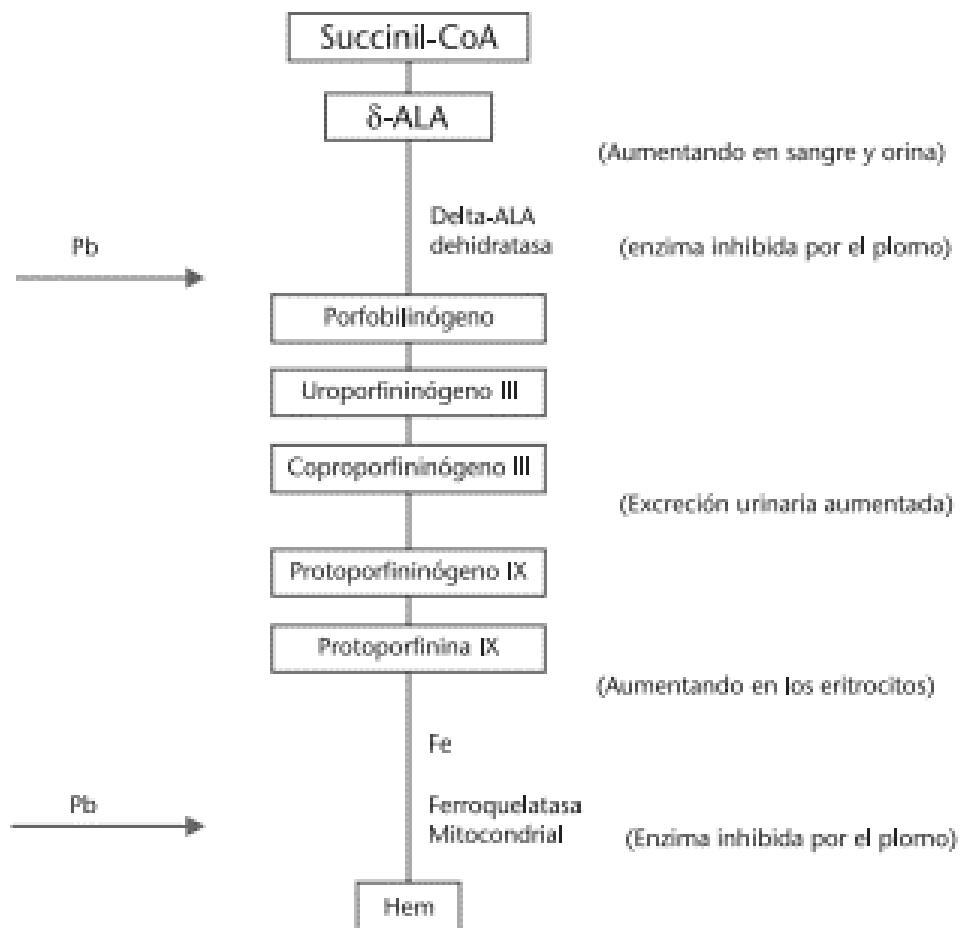 Succinil-CoA
δ-ALA
(Aumentando en sangre y orina)
Delta-ALA
dehidratasa
Pb
(enzima inhibida por el plomo)
Porfobilinógeno
Uroporfininógeno III
Coproporfininógeno III
(Excreción urinaria aumentada)
Protoporfininógeno IX
Protoporfinina IX
(Aumentando en los eritrocitos)
Fe
Pb
Ferroquelatasa
Mitocondrial
(Enzima inhibida por el plomo)
Hem